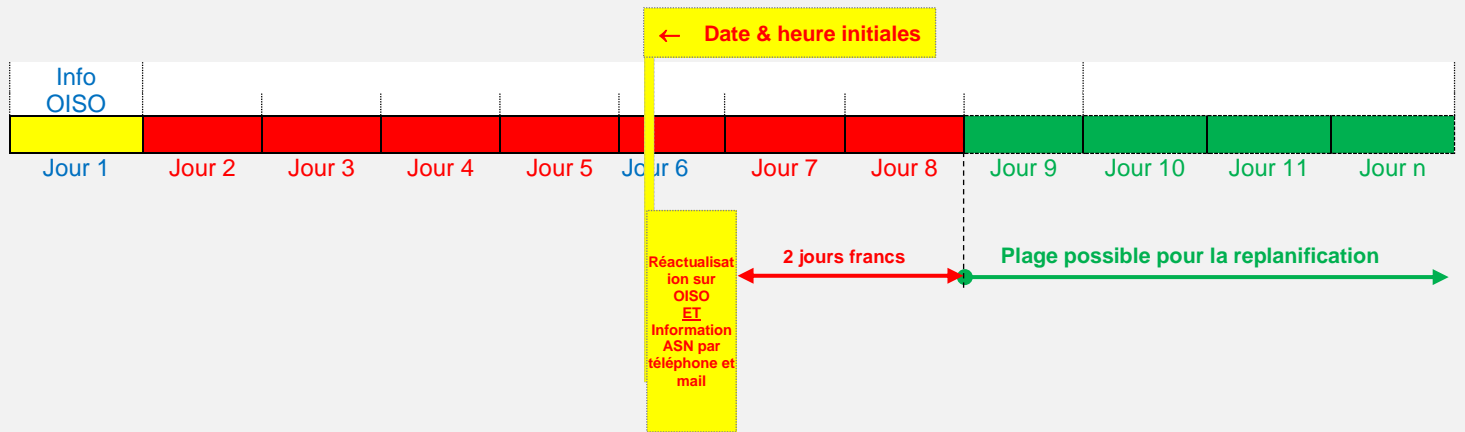 ← Date & heure initiales
Info
OISO
Jour 1 Jour 2 Jour 3 Jour 4 Jour 5 Jour 6 Jour 7 Jour 8 Jour 9 Jour 10 Jour 11 Jour n
Réactualisat
ion sur
OISO
ET
Information
ASN par
téléphone et
mail
2 jours francs
Plage possible pour la replanification